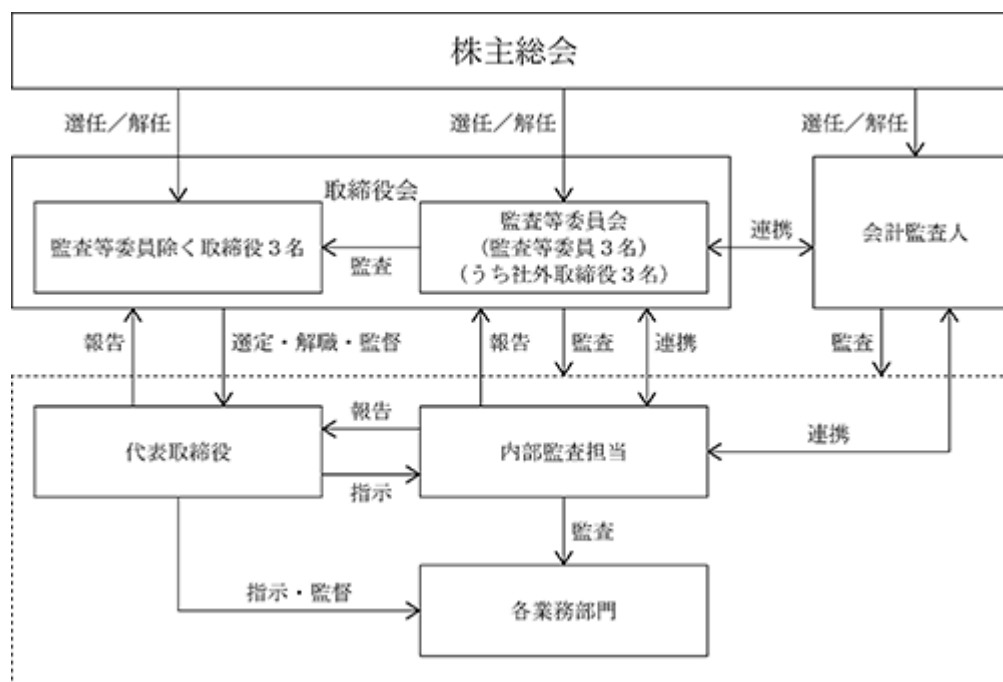 株主総会
選任／解任
選任／解任
選任／解任
取締役会
監査等委員除く取締役３名
監査
監査等委員会
（監査等委員３名）
（うち社外取締役３名）
連携
会計監査人
報告
選定・解職・監督
報告
監査
連携
監査
代表取締役
報告
指示
内部監査担当
連携
監査
指示・監督
各業務部門